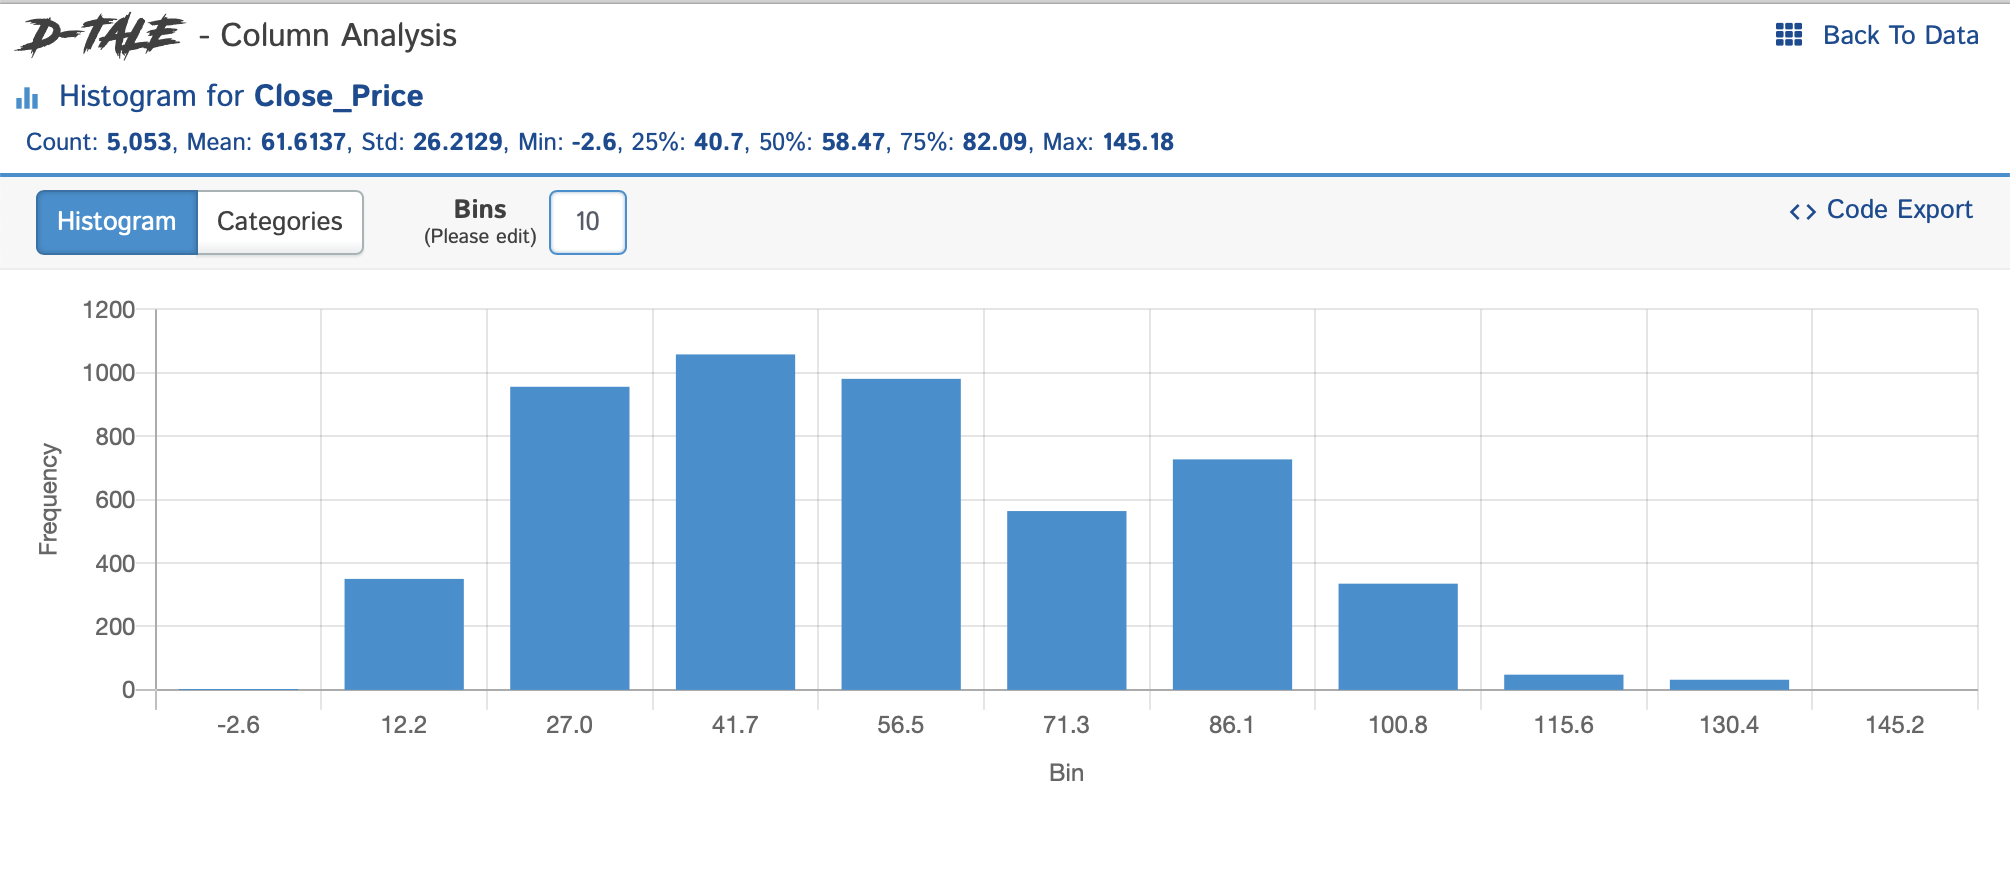 D-TALE - Column Analysis
Back To Data
Histogram for Close_Price
Count: 5,053, Mean: 61.6137, Std: 26.2129, Min: -2.6, 25%: 40.7, 50%: 58.47, 75%: 82.09, Max: 145.18
Histogram
Categories
Bins
(Please edit)
10
Code Export
1200
1000
800
600
400
200
0
Frequency
-2.6 12.2 27.0 41.7 56.5 71.3 86.1 100.8 115.6 130.4 145.2
Bin